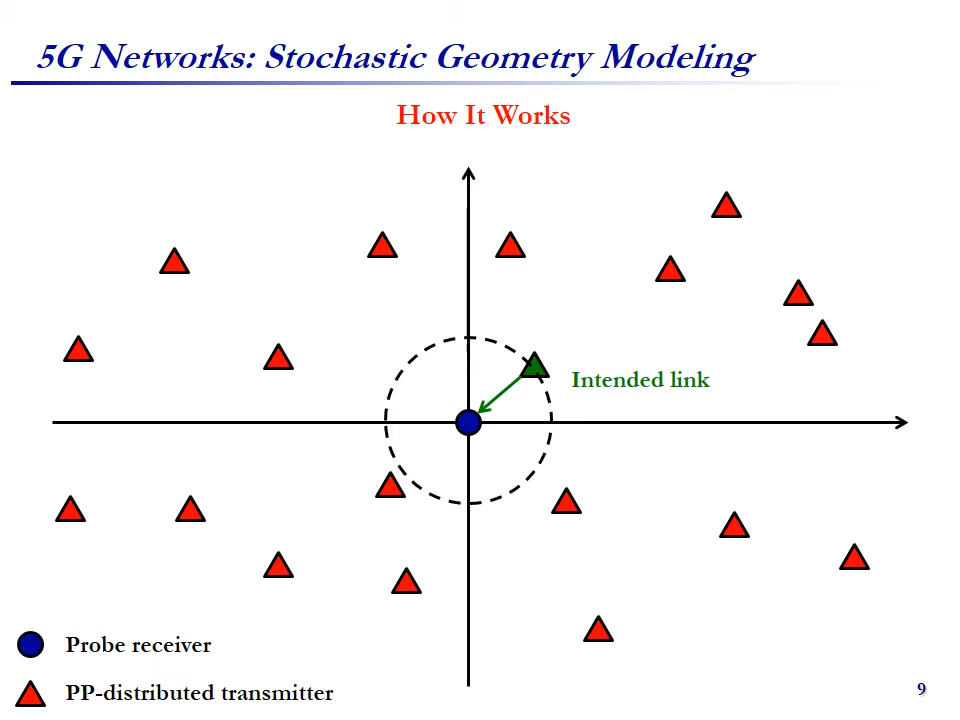 5G Networks: Stochastic Geometry Modeling
How It Works
Intended link
Probe receiver
PP-distributed transmitter
9